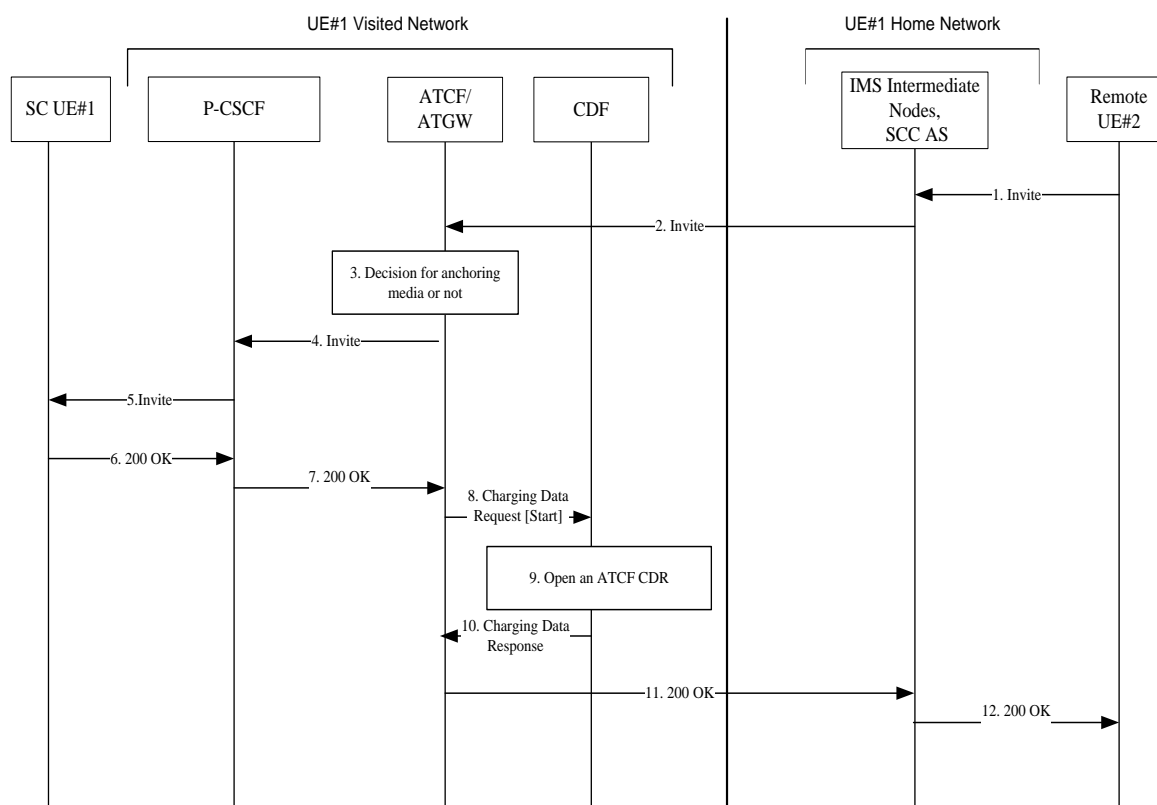 UE#1 Visited Network
UE#1 Home Network
SC UE#1
P-CSCF
ATCF/
ATGW
CDF
IMS Intermediate
Nodes,
SCC AS
Remote
UE#2
1. Invite
2. Invite
3. Decision for anchoring
media or not
4. Invite
5.Invite
6. 200 OK
7. 200 OK
8. Charging Data
Request [Start]
9. Open an ATCF CDR
10. Charging Data
Response
11. 200 OK
12. 200 OK